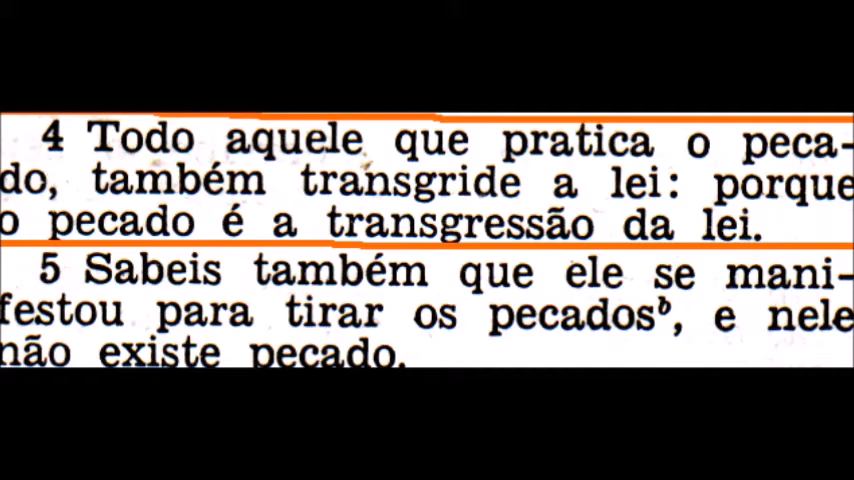 4 Todo aquele que pratica o peca-
do, também transgride a lei: porque
o pecado é a transgressão da lei.
5 Sabeis também que ele se mani-
festou para tirar os pecadosᵇ, e nele
não existe pecado.